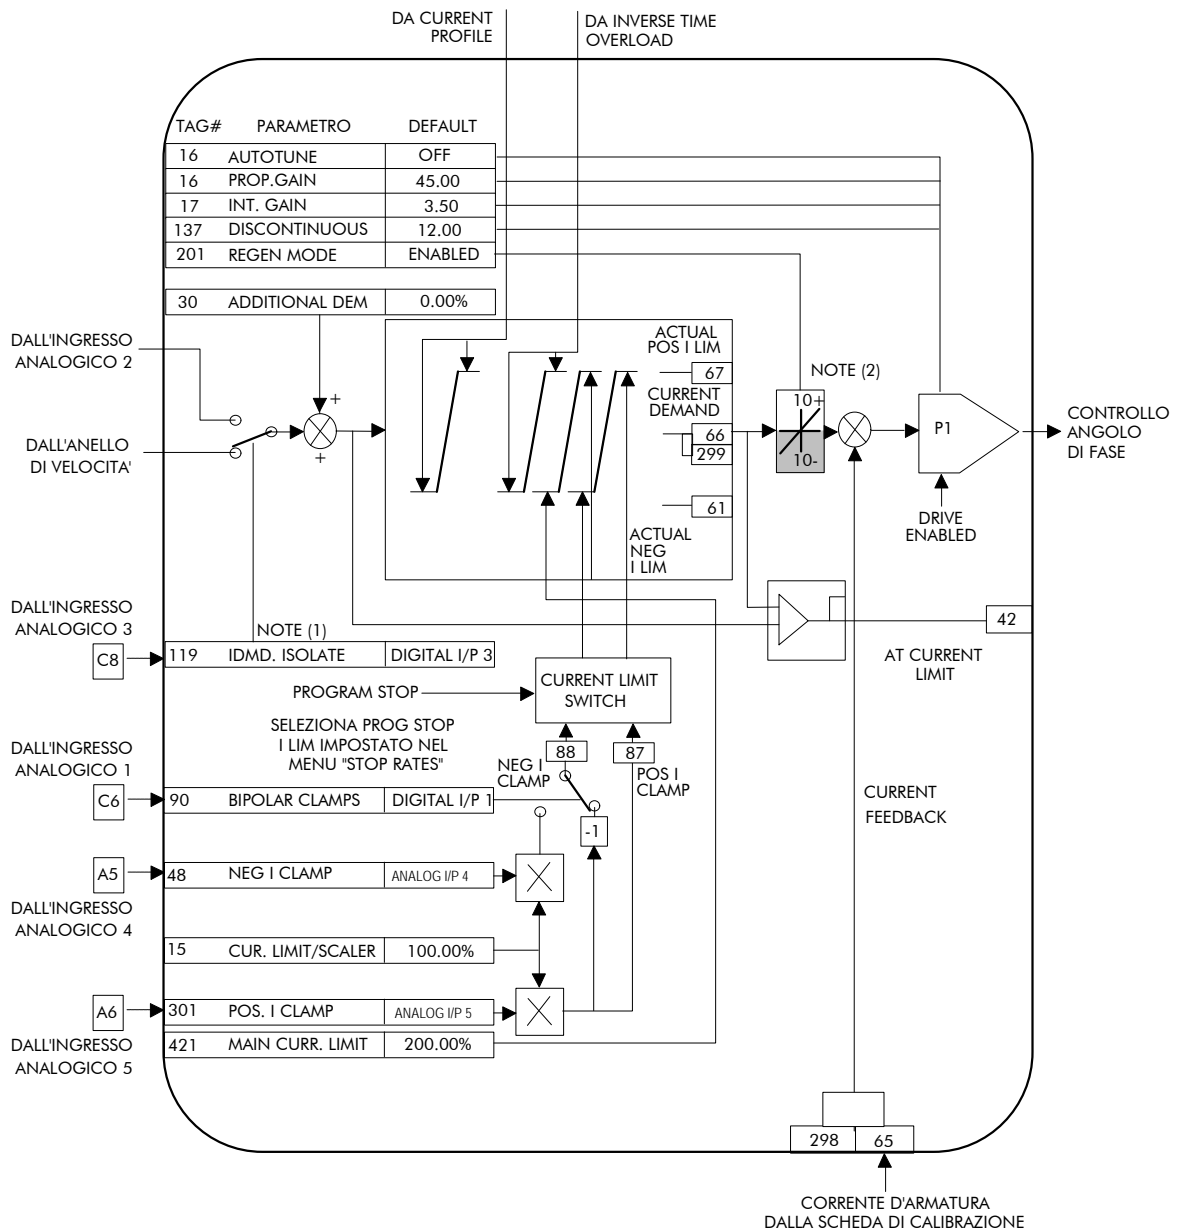 DA CURRENT
PROFILE
DA INVERSE TIME
OVERLOAD
TAG# PARAMETRO DEFAULT
16 AUTOTUNE OFF
16 PROP.GAIN 45.00
17 INT. GAIN 3.50
137 DISCONTINUOUS 12.00
201 REGEN MODE ENABLED
30 ADDITIONAL DEM 0.00%
DALL'INGRESSO
ANALOGICO 2
DALL'ANELLO
DI VELOCITA'
+
+
ACTUAL
POS I LIM
67
CURRENT
DEMAND
66
299
61
ACTUAL
NEG
I LIM
NOTE (2)
10+
10-
P1
CONTROLLO
ANGOLO
DI FASE
DRIVE
ENABLED
DALL'INGRESSO
ANALOGICO 3
NOTE (1)
C8
119 IDMD. ISOLATE DIGITAL I/P 3
42
AT CURRENT
LIMIT
PROGRAM STOP
CURRENT LIMIT
SWITCH
SELEZIONA PROG STOP
I LIM IMPOSTATO NEL
MENU "STOP RATES"
88
87
NEG I
CLAMP
POS I
CLAMP
DALL'INGRESSO
ANALOGICO 1
C6
90 BIPOLAR CLAMPS DIGITAL I/P 1
-1
CURRENT
FEEDBACK
A5
48 NEG I CLAMP ANALOG I/P 4
DALL'INGRESSO
ANALOGICO 4
15 CUR. LIMIT/SCALER 100.00%
A6
301 POS. I CLAMP ANALOG I/P 5
DALL'INGRESSO
ANALOGICO 5
421 MAIN CURR. LIMIT 200.00%
298 65
CORRENTE D'ARMATURA
DALLA SCHEDA DI CALIBRAZIONE